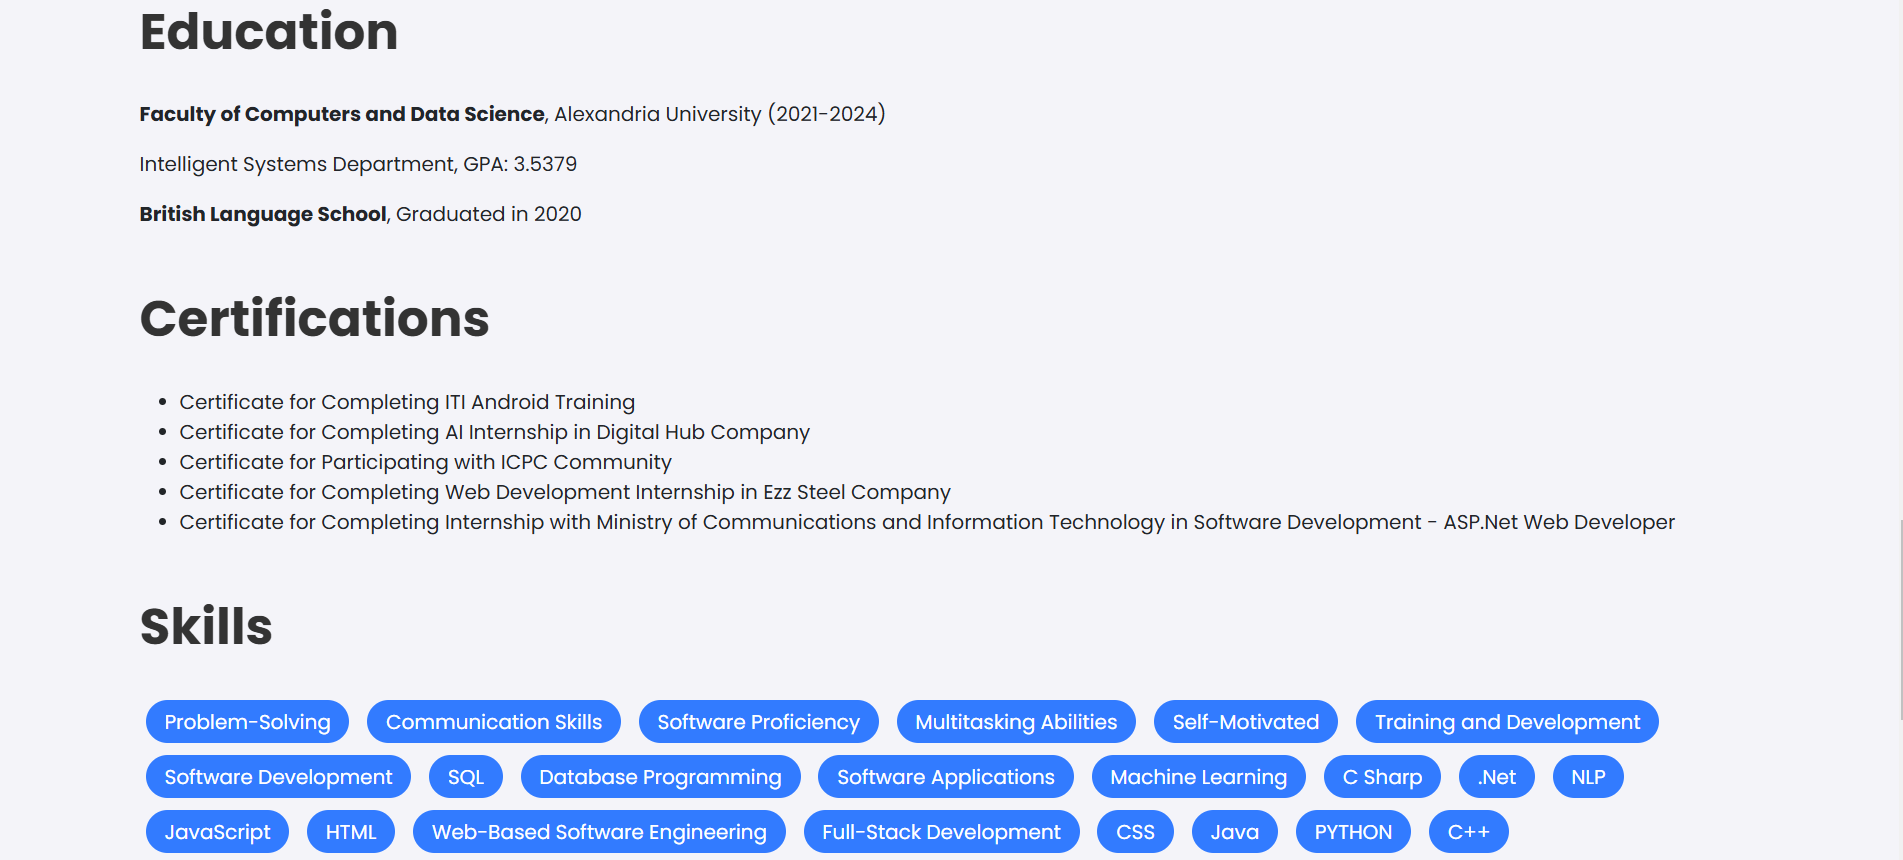 Education
Faculty of Computers and Data Science, Alexandria University (2021-2024)
Intelligent Systems Department, GPA: 3.5379
British Language School, Graduated in 2020
Certifications
Certificate for Completing ITI Android Training
Certificate for Completing AI Internship in Digital Hub Company
Certificate for Participating with ICPC Community
Certificate for Completing Web Development Internship in Ezz Steel Company
Certificate for Completing Internship with Ministry of Communications and Information Technology in Software Development - ASP.Net Web Developer
Skills
Problem-Solving Communication Skills Software Proficiency Multitasking Abilities Self-Motivated Training and Development
Software Development SQL Database Programming Software Applications Machine Learning C Sharp .Net NLP
JavaScript HTML Web-Based Software Engineering Full-Stack Development CSS Java PYTHON C++